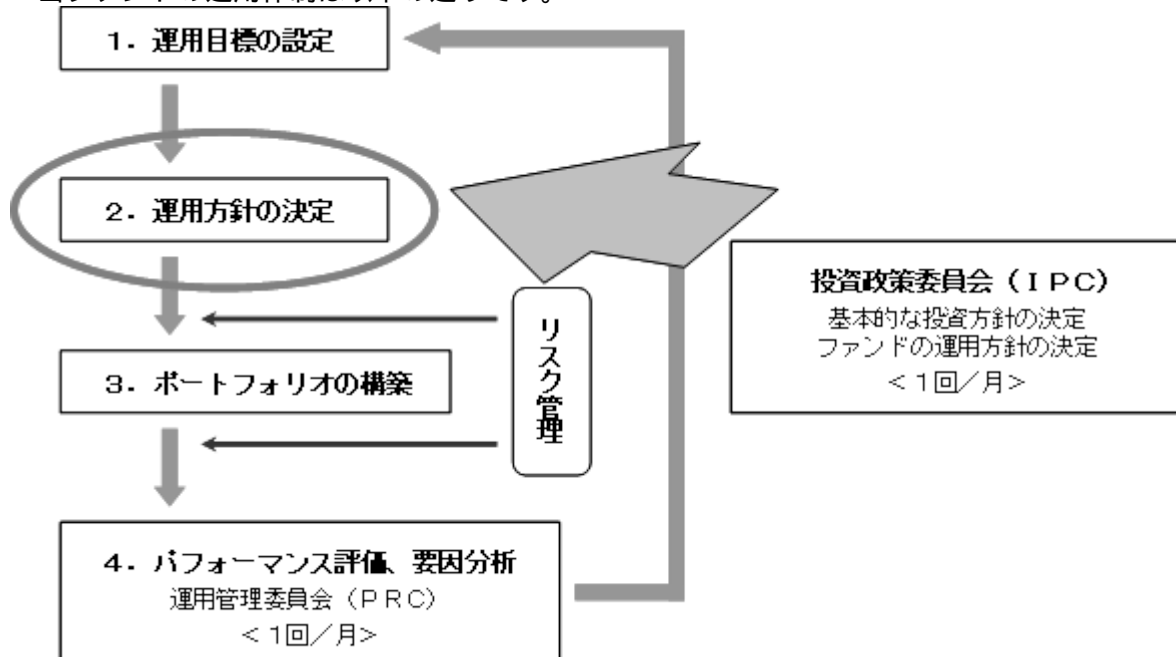 1．運用目標の設定
2．運用方針の決定
投資政策委員会（ＩＰＣ）
基本的な投資方針の決定
ファンドの運用方針の決定
＜１回／月＞
リスク管理
3．ポートフォリオの構築
4．パフォーマンス評価、要因分析
運用管理委員会（ＰＲＣ）
＜１回／月＞